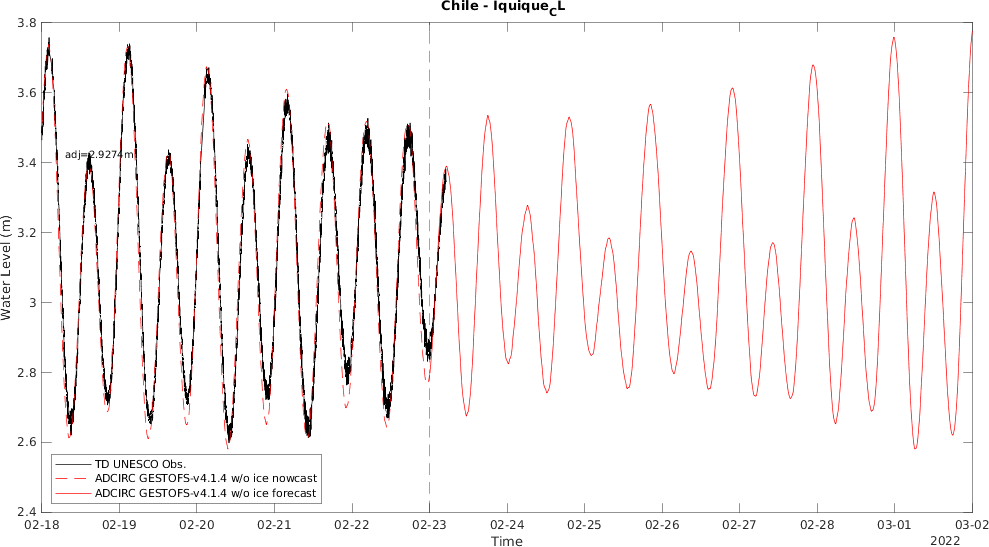 Chile - Iquique_CL
3.8
3.6
3.4
3.2
3
2.8
2.6
2.4
Water Level (m)
adj=2.9274m
TD UNESCO Obs.
ADCIRC GESTOFS-v4.1.4 w/o ice nowcast
ADCIRC GESTOFS-v4.1.4 w/o ice forecast
02-18 02-19 02-20 02-21 02-22 02-23 02-24 02-25 02-26 02-27 02-28 03-01 03-02
Time
2022